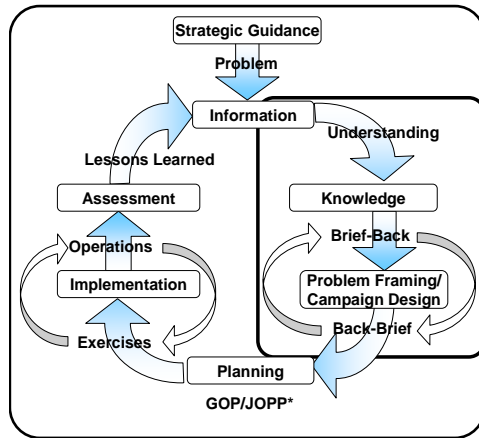 Strategic Guidance
Problem
Information
Understanding
Lessons Learned
Assessment
Knowledge
Operations
Brief-Back
Implementation
Problem Framing/
Campaign Design
Exercises
Back-Brief
Planning
GOP/JOPP*